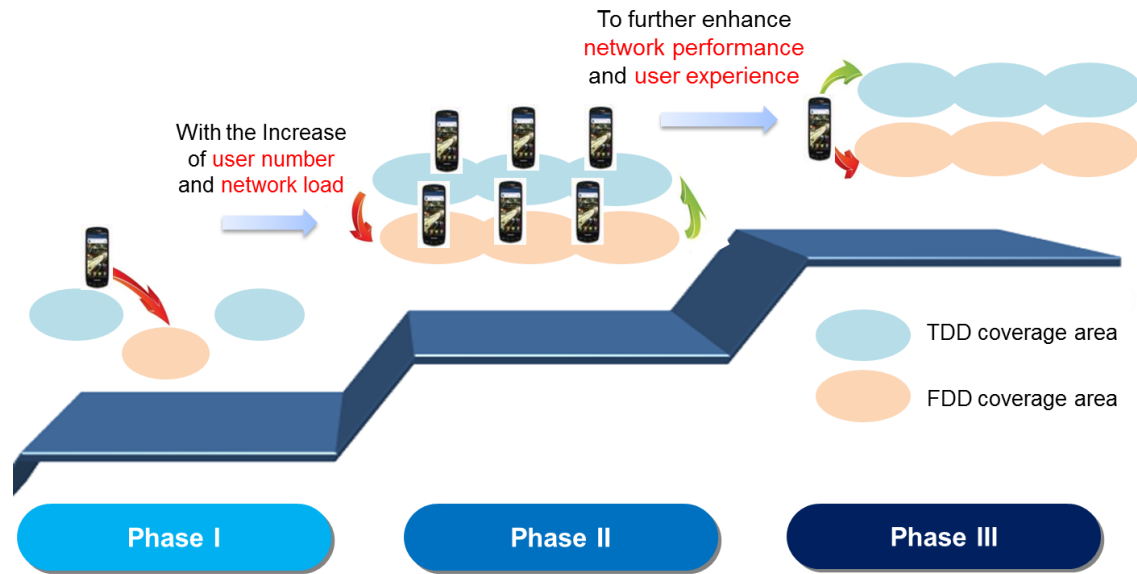 To further enhance
network performance
and user experience
With the Increase
of user number
and network load
TDD coverage area
FDD coverage area
Phase I
Phase II
Phase III